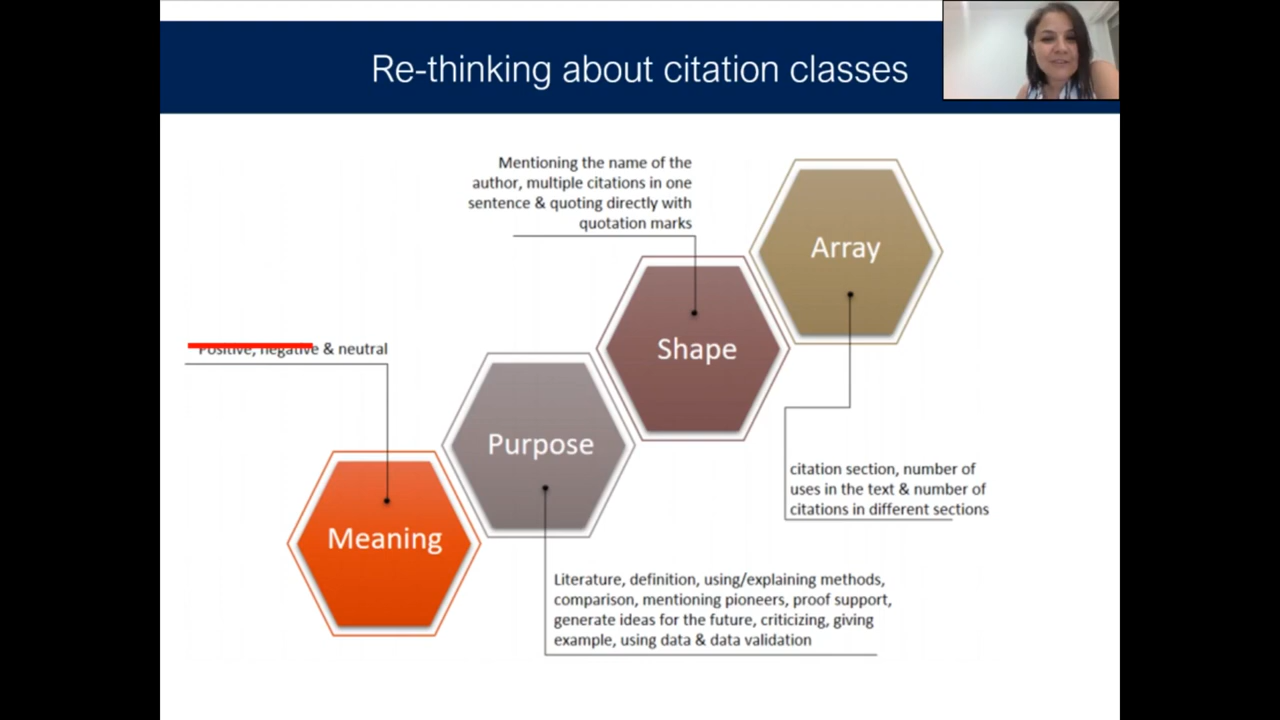 Re-thinking about citation classes
Mentioning the name of the
author, multiple citations in one
sentence & quoting directly with
quotation marks
Array
Shape
Positive, negative & neutral
Purpose
citation section, number of
uses in the text & number of
citations in different sections
Meaning
Literature, definition, using/explaining methods,
comparison, mentioning pioneers, proof support,
generate ideas for the future, criticizing, giving
example, using data & data validation